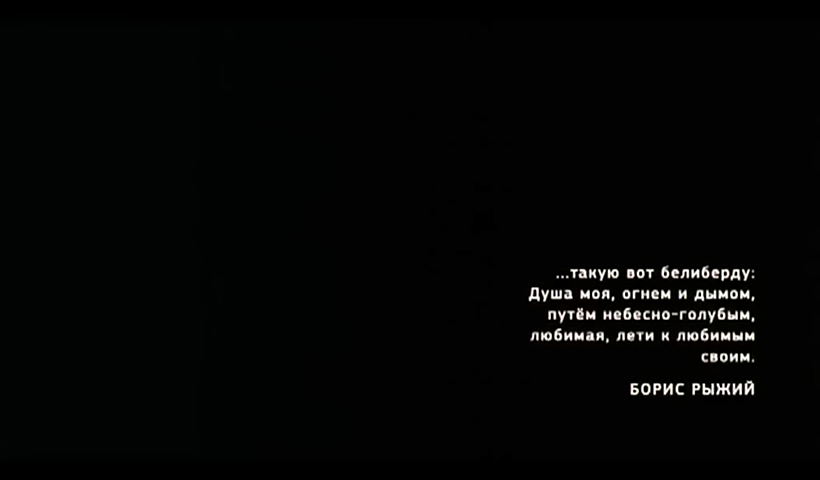 ...такую вот белиберду:
Душа моя, огнем и дымом,
путём небесно-голубым,
любимая, лети к любимым
своим.
БОРИС РЫЖИЙ